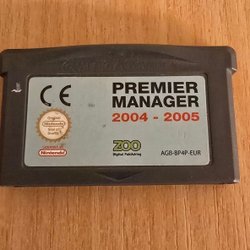 CE
PREMIER
MANAGER
2004 - 2005
Nintendo
ZOO
Digital Publishing
AGB-BP4P-EUR